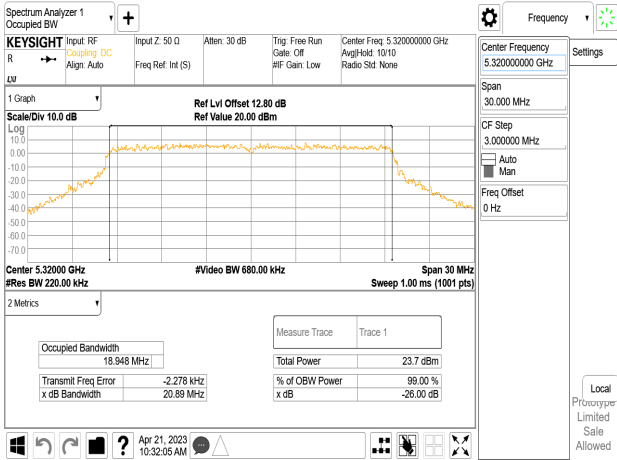 Spectrum Analyzer 1
Occupied BW
Frequency
KEYSIGHT
R
LXI
Input: RF
Coupling: DC
Align: Auto
Input Z: 50 Ω
Freq Ref: Int (S)
Atten: 30 dB
Trig: Free Run
Gate: Off
#IF Gain: Low
Center Freq: 5.320000000 GHz
Avg|Hold: 10/10
Radio Std: None
Center Frequency
5.320000000 GHz
Settings
Span
30.000 MHz
CF Step
3.000000 MHz
Auto
Man
Freq Offset
0 Hz
1 Graph
Scale/Div 10.0 dB
Ref Lvl Offset 12.80 dB
Ref Value 20.00 dBm
Log
10.0
0.00
-10.0
-20.0
-30.0
-40.0
-50.0
-60.0
-70.0
Center 5.32000 GHz
#Video BW 680.00 kHz
Span 30 MHz
#Res BW 220.00 kHz
Sweep 1.00 ms (1001 pts)
2 Metrics
Measure Trace
Trace 1
Occupied Bandwidth
18.948 MHz
Total Power
23.7 dBm
Transmit Freq Error
-2.278 kHz
% of OBW Power
99.00 %
x dB Bandwidth
20.89 MHz
x dB
-26.00 dB
Local
Prototype
Limited
Sale
Allowed
?
Apr 21, 2023
10:32:05 AM